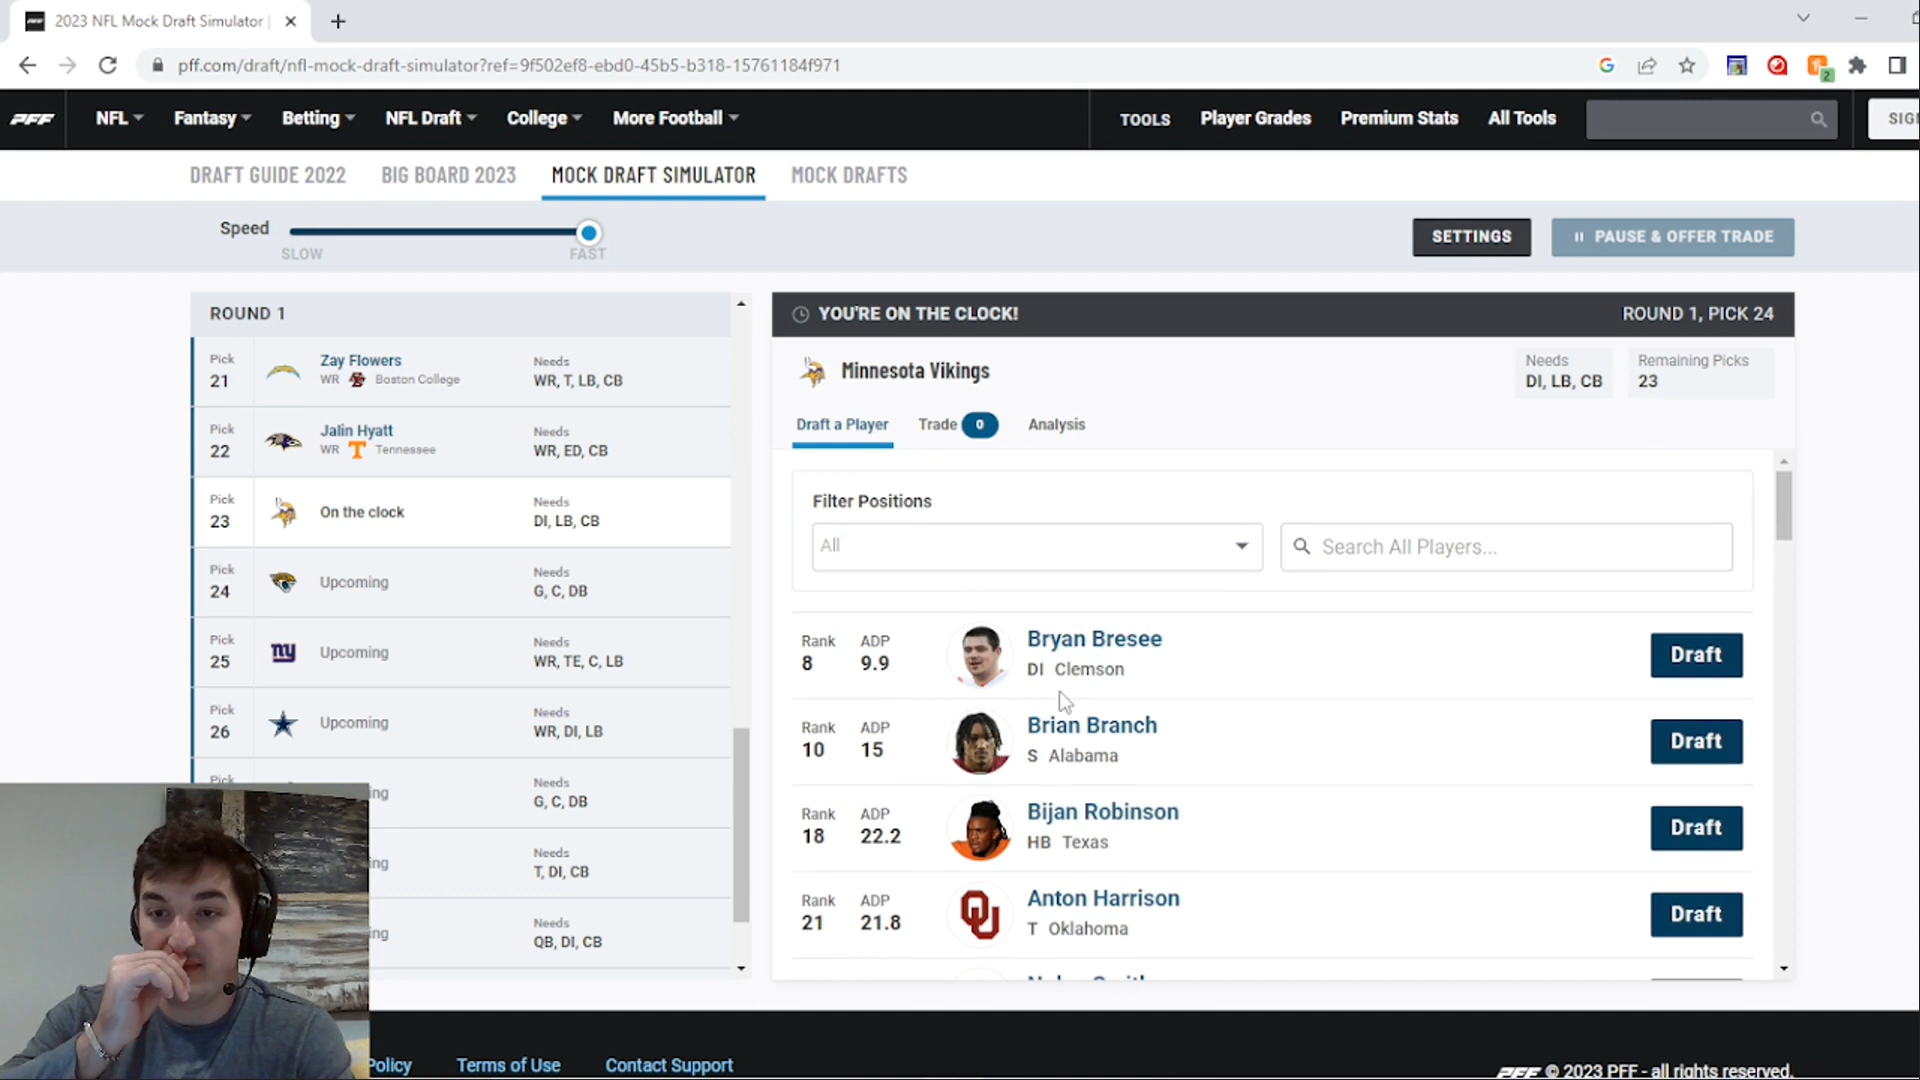 2023 NFL Mock Draft Simulator |
pff.com/draft/nfl-mock-draft-simulator?ref=9f502ef8-ebd0-45b5-b318-15761184f971
2
PFF
NFL
Fantasy
Betting
NFL Draft
College
More Football
TOOLS
Player Grades
Premium Stats
All Tools
DRAFT GUIDE 2022
BIG BOARD 2023
MOCK DRAFT SIMULATOR
MOCK DRAFTS
Speed
SLOW
FAST
SETTINGS
PAUSE & OFFER TRADE
ROUND 1
Pick
21
Zay Flowers
WR Boston College
Needs
WR, T, LB, CB
Pick
22
Jalin Hyatt
WR T Tennessee
Needs
WR, ED, CB
Pick
23
On the clock
Needs
DI, LB, CB
Pick
24
Upcoming
Needs
G, C, DB
Pick
25
ny
Upcoming
Needs
WR, TE, C, LB
Pick
26
Upcoming
Needs
WR, DI, LB
Needs
G, C, DB
Needs
T, DI, CB
Needs
QB, DI, CB
YOU'RE ON THE CLOCK!
ROUND 1, PICK 24
Minnesota Vikings
Needs
DI, LB, CB
Remaining Picks
23
Draft a Player
Trade 0
Analysis
Filter Positions
All
Search All Players...
Rank
8
ADP
9.9
Bryan Bresee
DI Clemson
Draft
Rank
10
ADP
15
Brian Branch
S Alabama
Draft
Rank
18
ADP
22.2
Bijan Robinson
HB Texas
Draft
Rank
21
ADP
21.8
Anton Harrison
T Oklahoma
Draft
Policy
Terms of Use
Contact Support
PFF © 2023 PFF - all rights reserved.